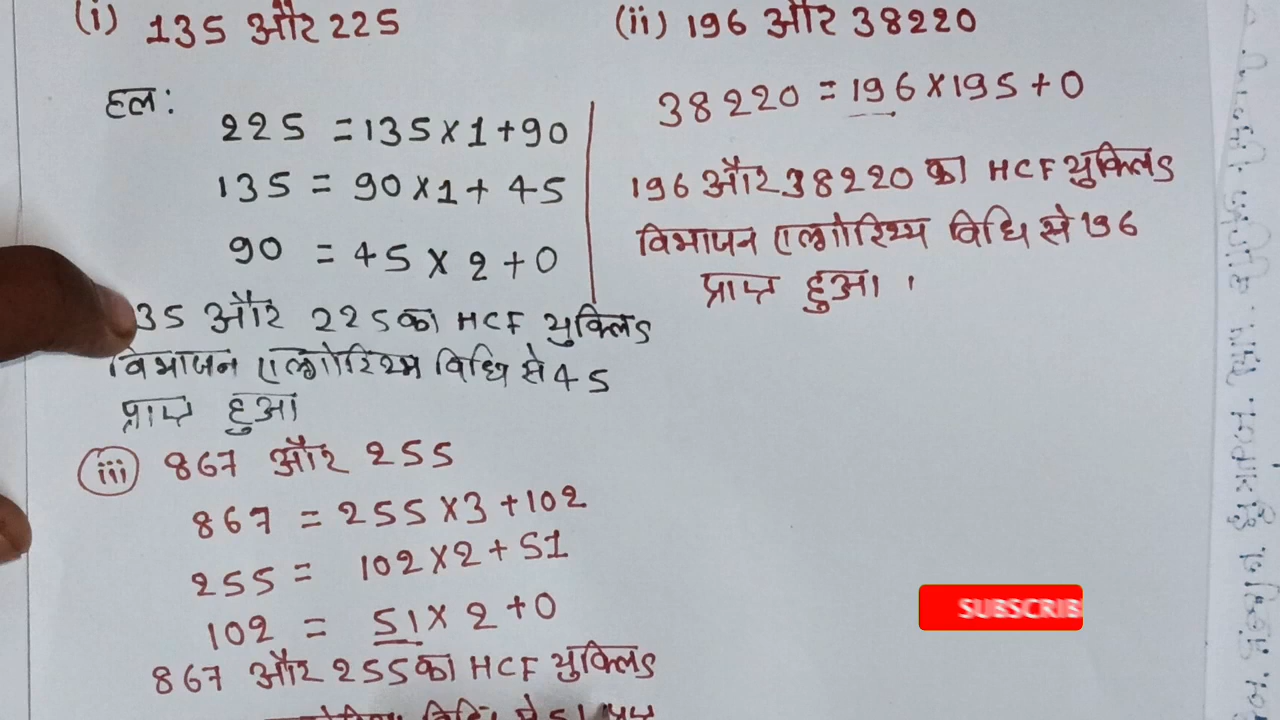 (i) 135 और 225
हल:
225 = 135 × 1 + 90
135 = 90 × 1 + 45
90 = 45 × 2 + 0
35 और 225 का HCF युक्लिड
विभाजन एल्गोरिथ्म विधि से 45
प्राप्त हुआ
(ii) 196 और 38220
38220 = 196 × 195 + 0
196 और 38220 का HCF युक्लिड
विभाजन एल्गोरिथ्म विधि से 196
प्राप्त हुआ ।
(iii) 867 और 255
867 = 255 × 3 + 102
255 = 102 × 2 + 51
102 = 51 × 2 + 0
867 और 255 का HCF युक्लिड
विधि से 51
SUBSCRIB